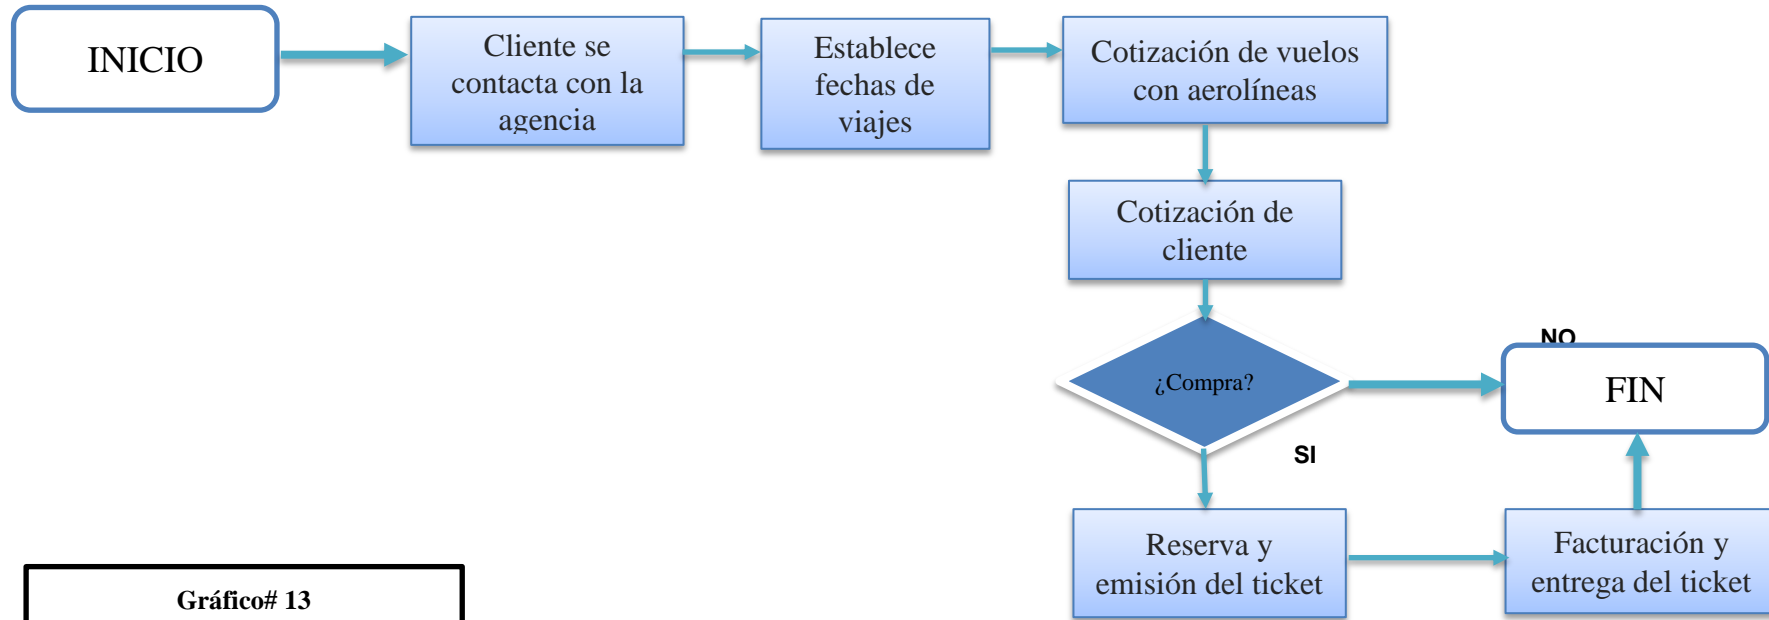 INICIO
Cliente se
contacta con la
agencia
Establece
fechas de
viajes
Cotización de vuelos
con aerolíneas
Cotización de
cliente
¿Compra?
NO
FIN
SI
Reserva y
emisión del ticket
Facturación y
entrega del ticket
Gráfico# 13